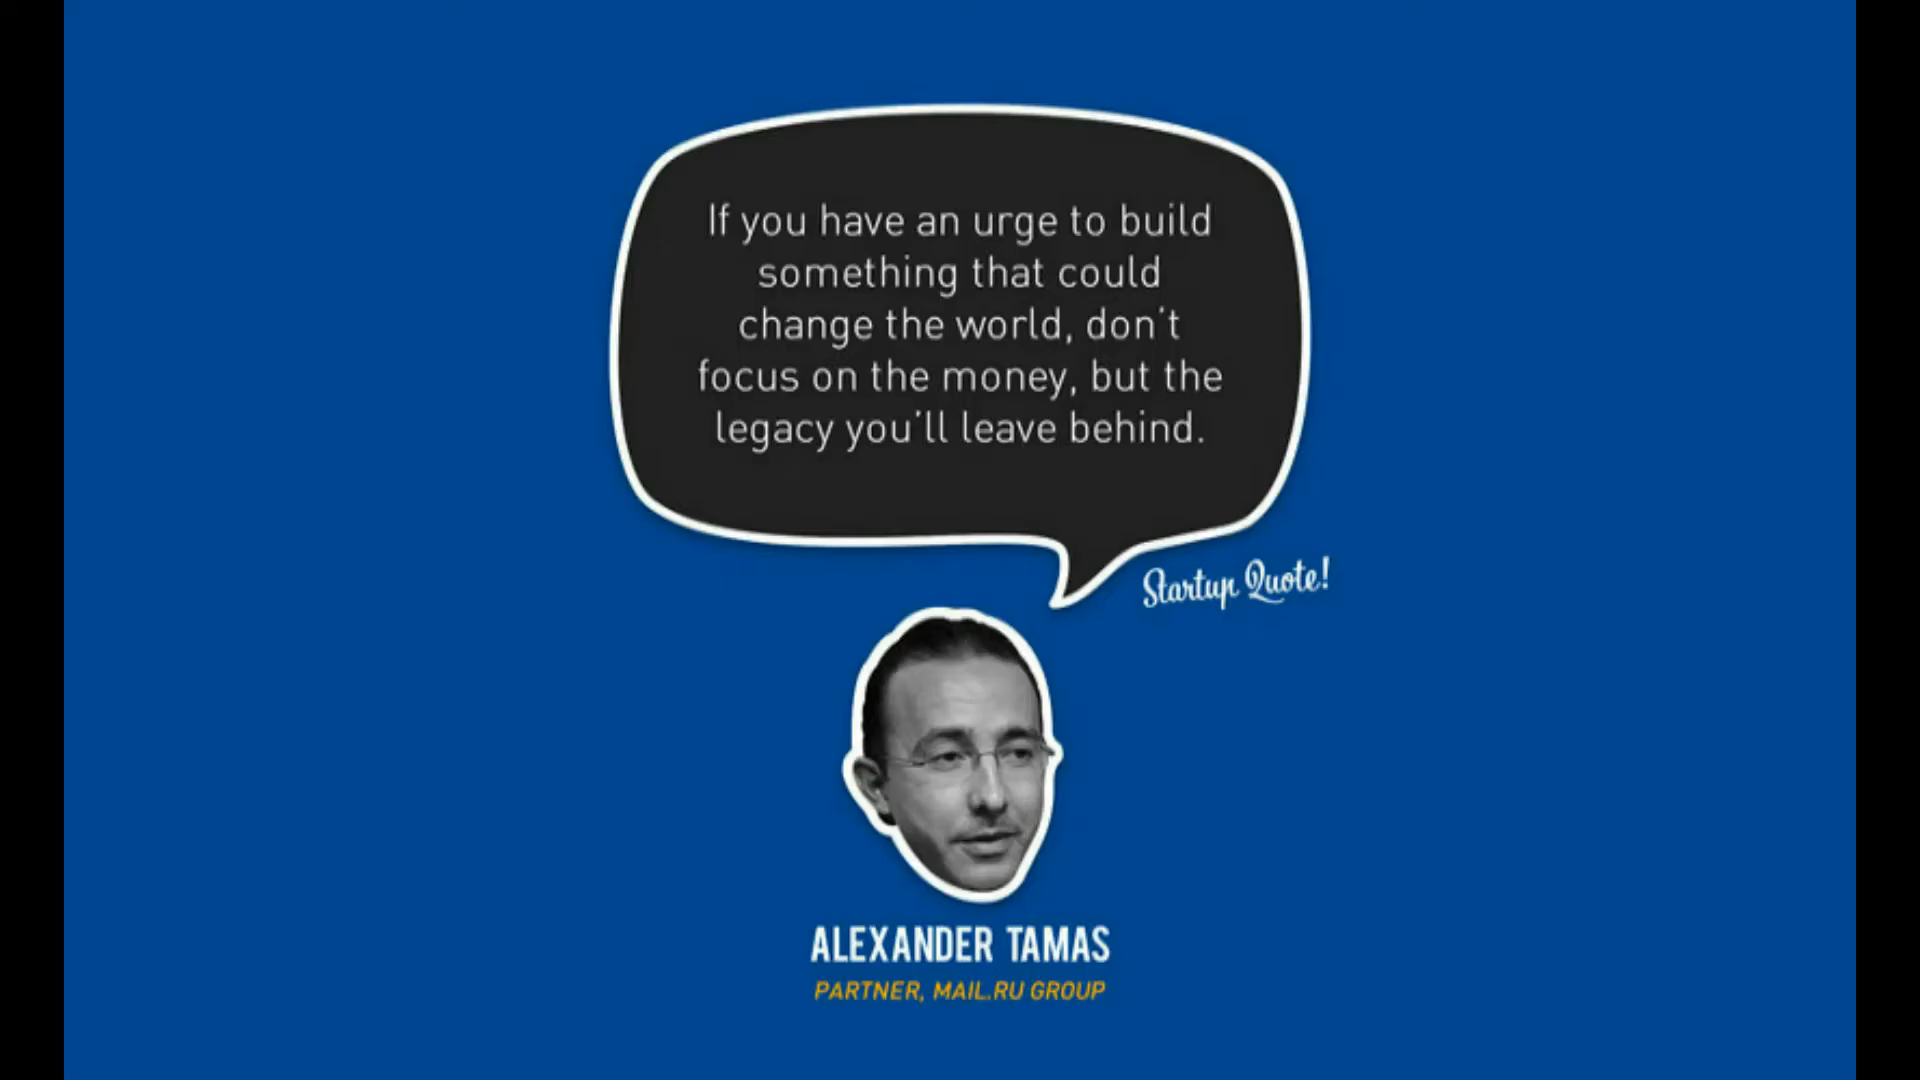 If you have an urge to build
something that could
change the world, don't
focus on the money, but the
legacy you'll leave behind.
Startup Quote!
ALEXANDER TAMAS
PARTNER, MAIL.RU GROUP